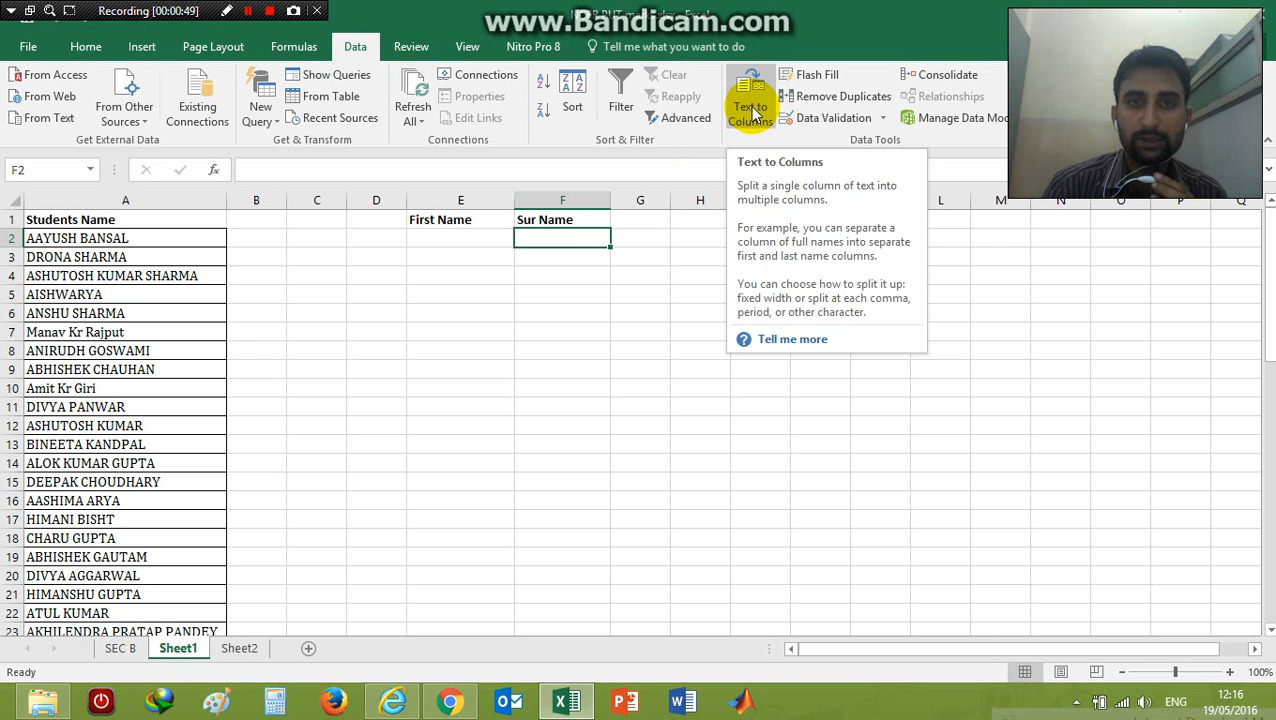 Recording [00:00:49]
www.Bandicam.com
Excel
File Home Insert Page Layout Formulas Data Review View Nitro Pro 8 Tell me what you want to do
From Access
From Web
From Text
From Other Sources
Existing Connections
Get External Data
New Query
Show Queries
From Table
Recent Sources
Get & Transform
Refresh All
Connections
Properties
Edit Links
Connections
Sort
Filter
Clear
Reapply
Advanced
Sort & Filter
Text to Columns
Flash Fill
Remove Duplicates
Data Validation
Consolidate
Relationships
Manage Data Mod
Data Tools
F2
fx
Text to Columns
Split a single column of text into
multiple columns.
For example, you can separate a
column of full names into separate
first and last name columns.
You can choose how to split it up:
fixed width or split at each comma,
period, or other character.
Tell me more
A B C D E F G H L M N O P Q
1 Students Name First Name Sur Name
2 AAYUSH BANSAL
3 DRONA SHARMA
4 ASHUTOSH KUMAR SHARMA
5 AISHWARYA
6 ANSHU SHARMA
7 Manav Kr Rajput
8 ANIRUDH GOSWAMI
9 ABHISHEK CHAUHAN
10 Amit Kr Giri
11 DIVYA PANWAR
12 ASHUTOSH KUMAR
13 BINEETA KANDPAL
14 ALOK KUMAR GUPTA
15 DEEPAK CHOUDHARY
16 AASHIMA ARYA
17 HIMANI BISHT
18 CHARU GUPTA
19 ABHISHEK GAUTAM
20 DIVYA AGGARWAL
21 HIMANSHU GUPTA
22 ATUL KUMAR
23 AKHILENDRA PRATAP PANDEY
SEC B Sheet1 Sheet2
Ready
100%
ENG
12:16
19/05/2016